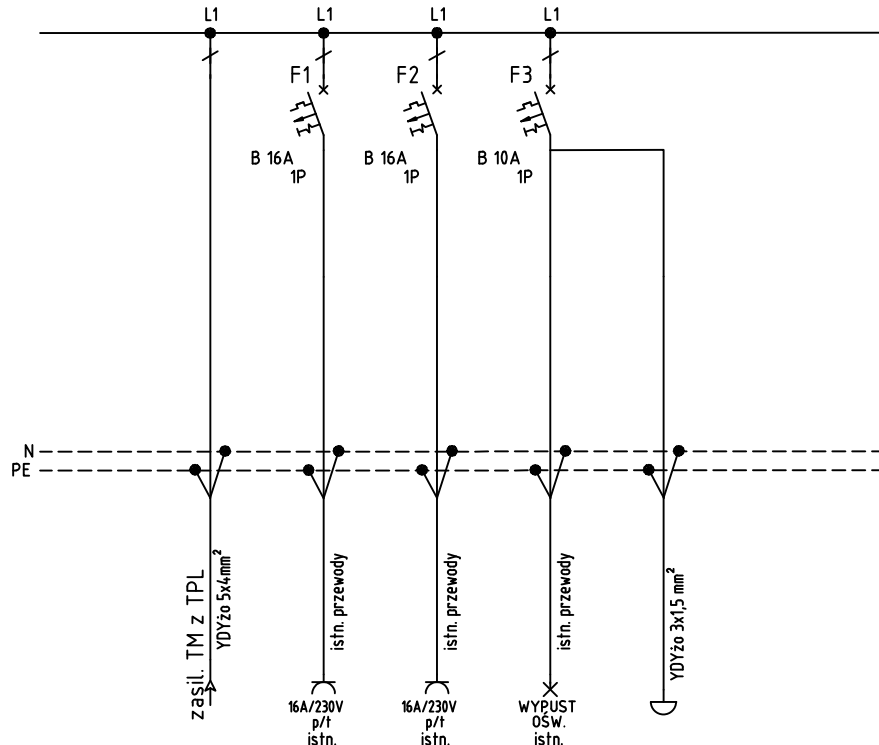 L1 L1 L1 L1
F1 F2 F3
B 16A B 16A B 10A
1P 1P 1P
N
PE
zasil. TM z TPL
YDYżo 5x4mm²
istn. przewody
istn. przewody
istn. przewody
YDYżo 3x1,5 mm²
16A/230V
p/t
istn.
16A/230V
p/t
istn.
WYPUST
OŚW.
istn.